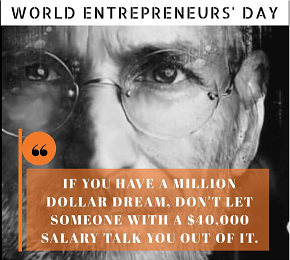 WORLD ENTREPRENEURS' DAY
“
IF YOU HAVE A MILLION
DOLLAR DREAM, DON'T LET
SOMEONE WITH A $40,000
SALARY TALK YOU OUT OF IT.